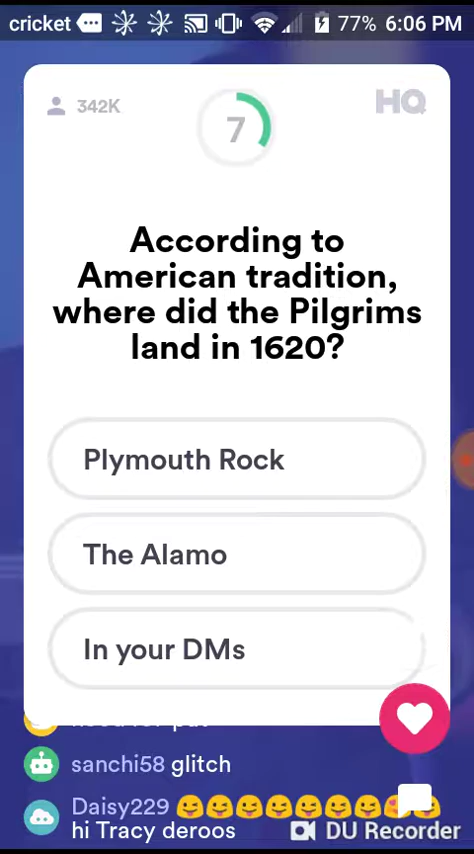 cricket 77% 6:06 PM
342K HQ
7
According to
American tradition,
where did the Pilgrims
land in 1620?
Plymouth Rock
The Alamo
In your DMs
sanchi58 glitch
Daisy229 😜😜😜😜😜😜😜😍😜
hi Tracy deroos
DU Recorder